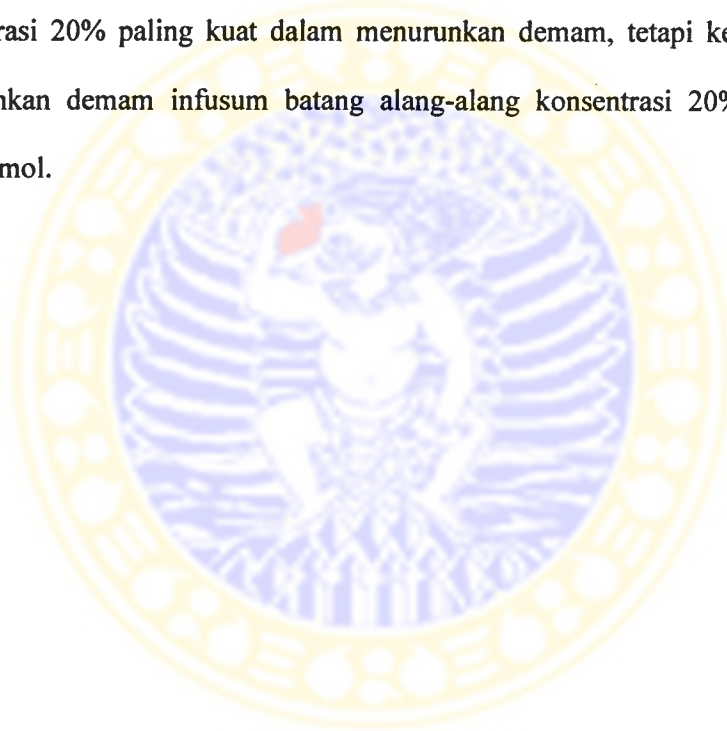 rasi 20% paling kuat dalam menurunkan demam, tetapi ke
nkan demam infusum batang alang-alang konsentrasi 20%
mol.